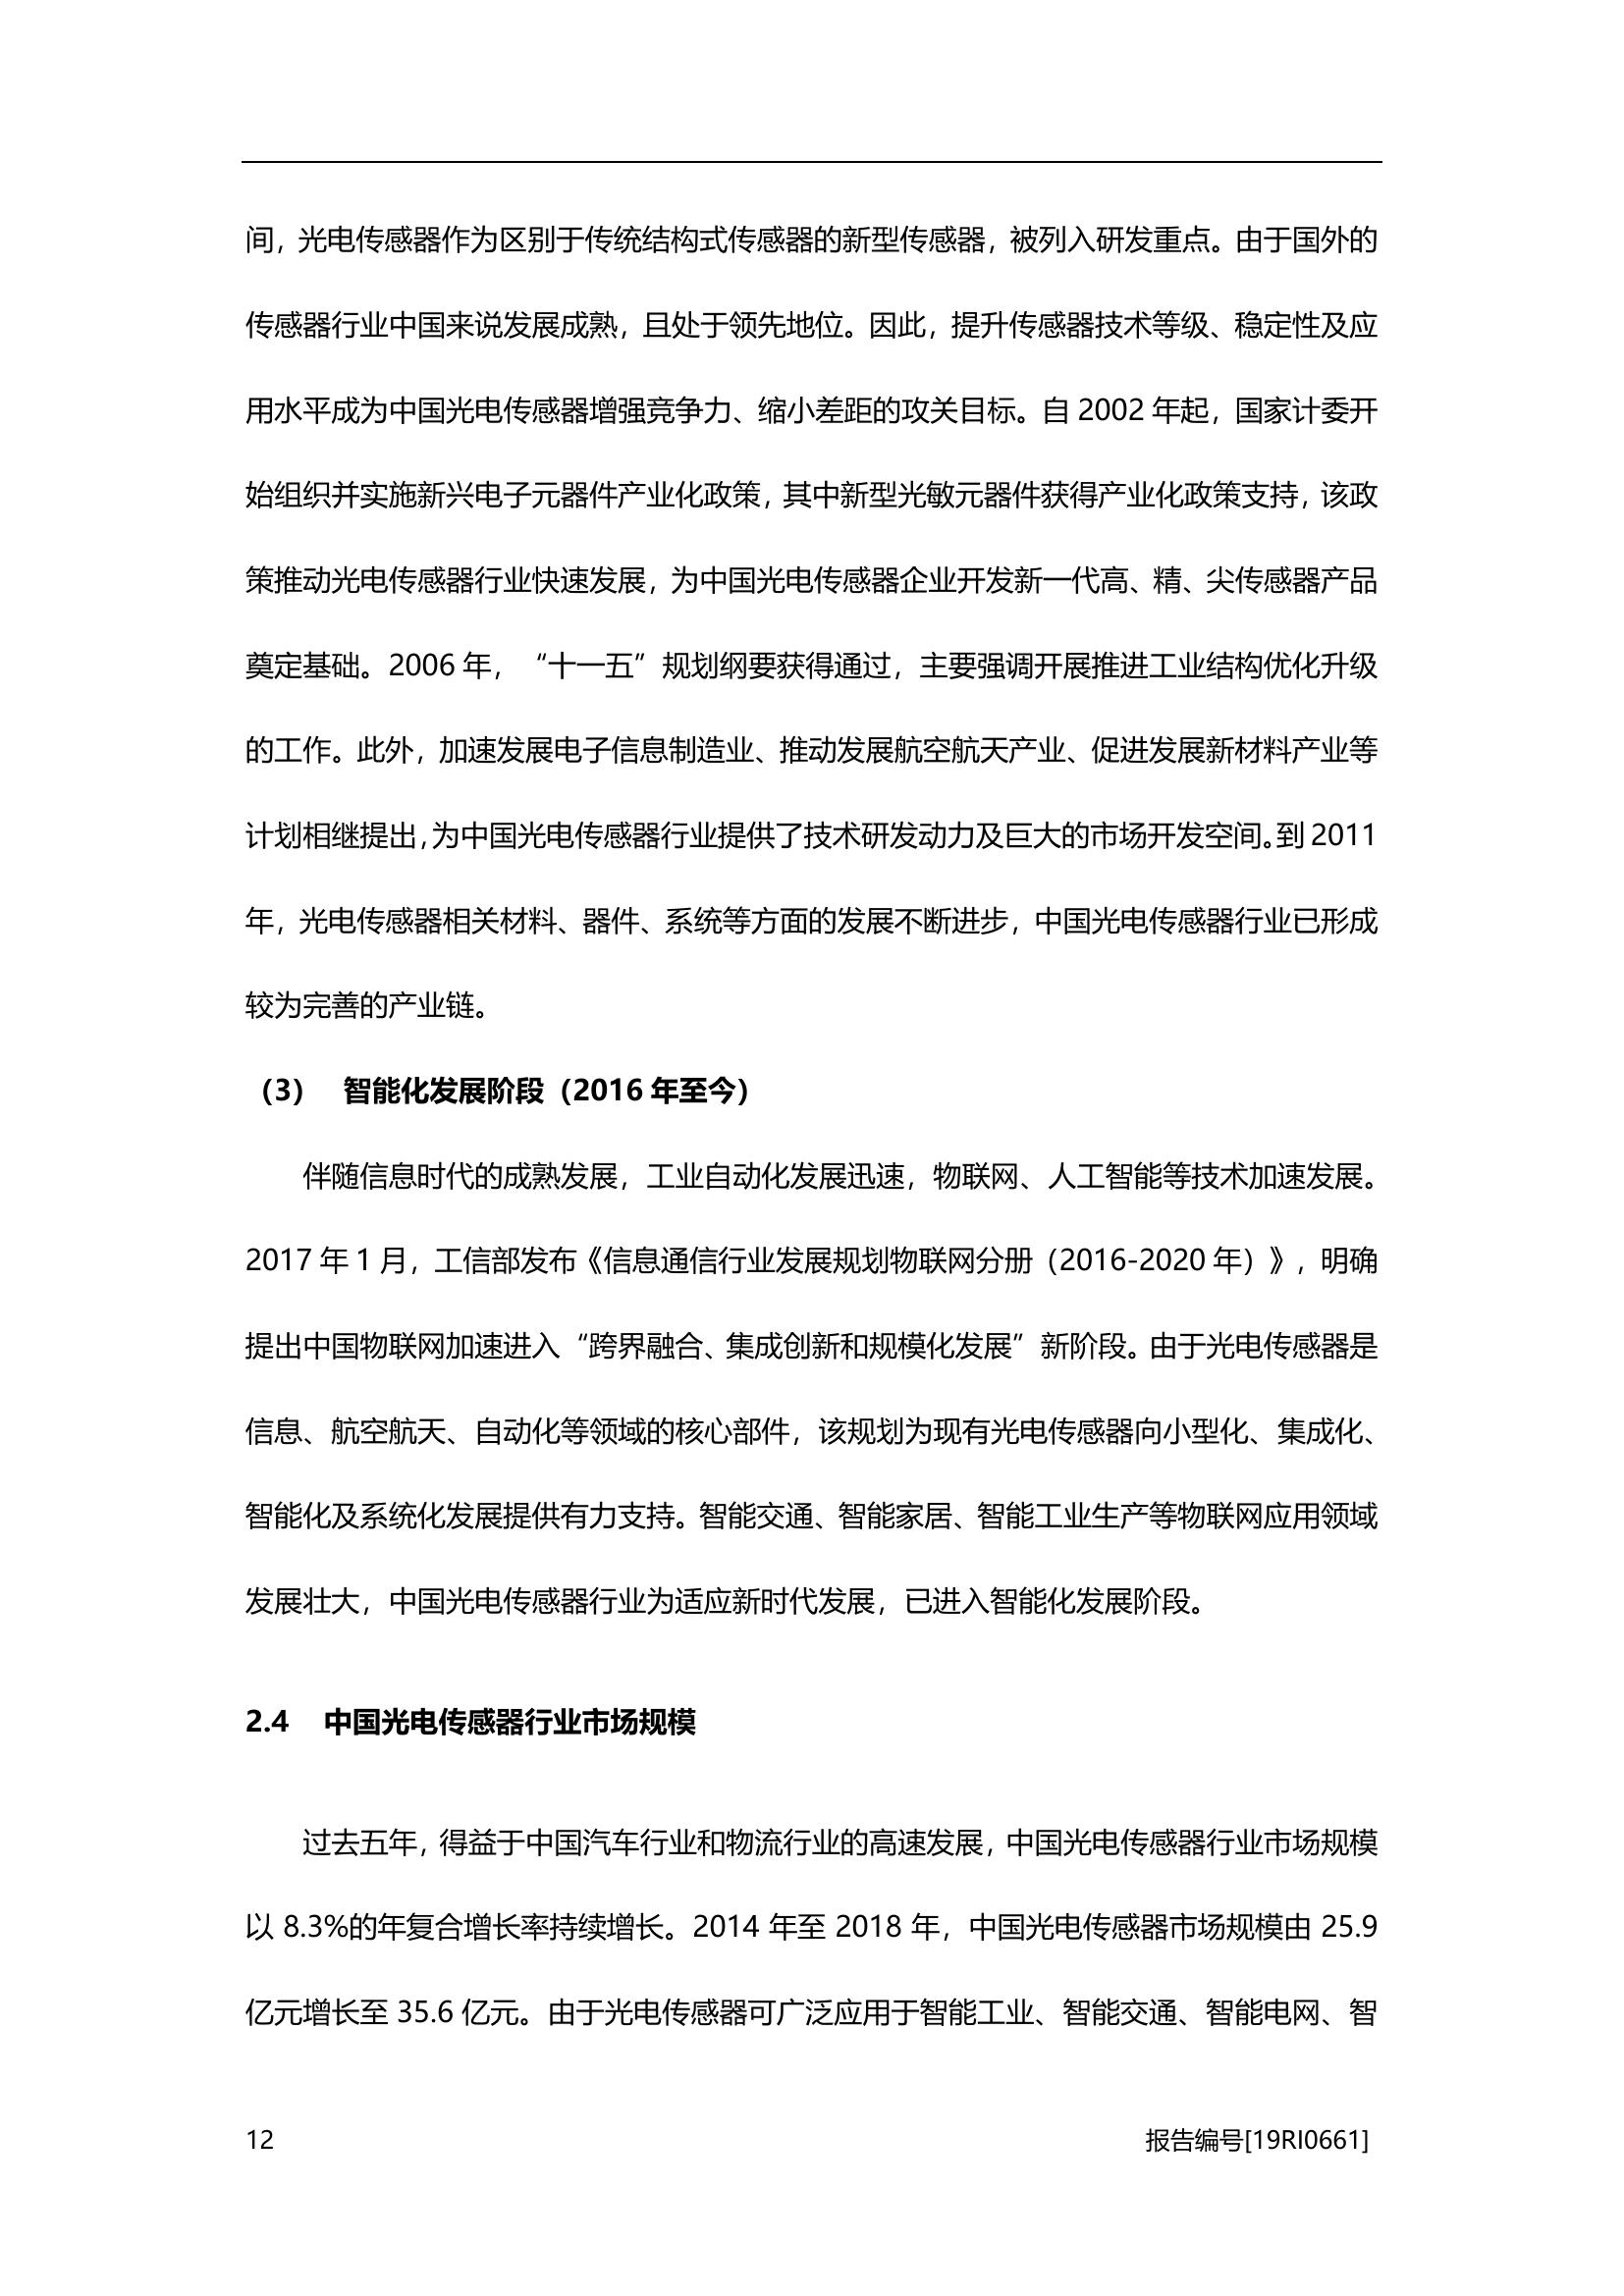 间，光电传感器作为区别于传统结构式传感器的新型传感器，被列入研发重点。由于国外的
传感器行业中国来说发展成熟，且处于领先地位。因此，提升传感器技术等级、稳定性及应
用水平成为中国光电传感器增强竞争力、缩小差距的攻关目标。自 2002 年起，国家计委开
始组织并实施新兴电子元器件产业化政策，其中新型光敏元器件获得产业化政策支持，该政
策推动光电传感器行业快速发展，为中国光电传感器企业开发新一代高、精、尖传感器产品
奠定基础。2006 年，“十一五”规划纲要获得通过，主要强调开展推进工业结构优化升级
的工作。此外，加速发展电子信息制造业、推动发展航空航天产业、促进发展新材料产业等
计划相继提出，为中国光电传感器行业提供了技术研发动力及巨大的市场开发空间。到 2011
年，光电传感器相关材料、器件、系统等方面的发展不断进步，中国光电传感器行业已形成
较为完善的产业链。
（3） 智能化发展阶段（2016 年至今）
伴随信息时代的成熟发展，工业自动化发展迅速，物联网、人工智能等技术加速发展。
2017 年 1 月，工信部发布《信息通信行业发展规划物联网分册（2016-2020 年）》，明确
提出中国物联网加速进入“跨界融合、集成创新和规模化发展”新阶段。由于光电传感器是
信息、航空航天、自动化等领域的核心部件，该规划为现有光电传感器向小型化、集成化、
智能化及系统化发展提供有力支持。智能交通、智能家居、智能工业生产等物联网应用领域
发展壮大，中国光电传感器行业为适应新时代发展，已进入智能化发展阶段。
2.4 中国光电传感器行业市场规模
过去五年，得益于中国汽车行业和物流行业的高速发展，中国光电传感器行业市场规模
以 8.3%的年复合增长率持续增长。2014 年至 2018 年，中国光电传感器市场规模由 25.9
亿元增长至 35.6 亿元。由于光电传感器可广泛应用于智能工业、智能交通、智能电网、智
12 报告编号[19RI0661]